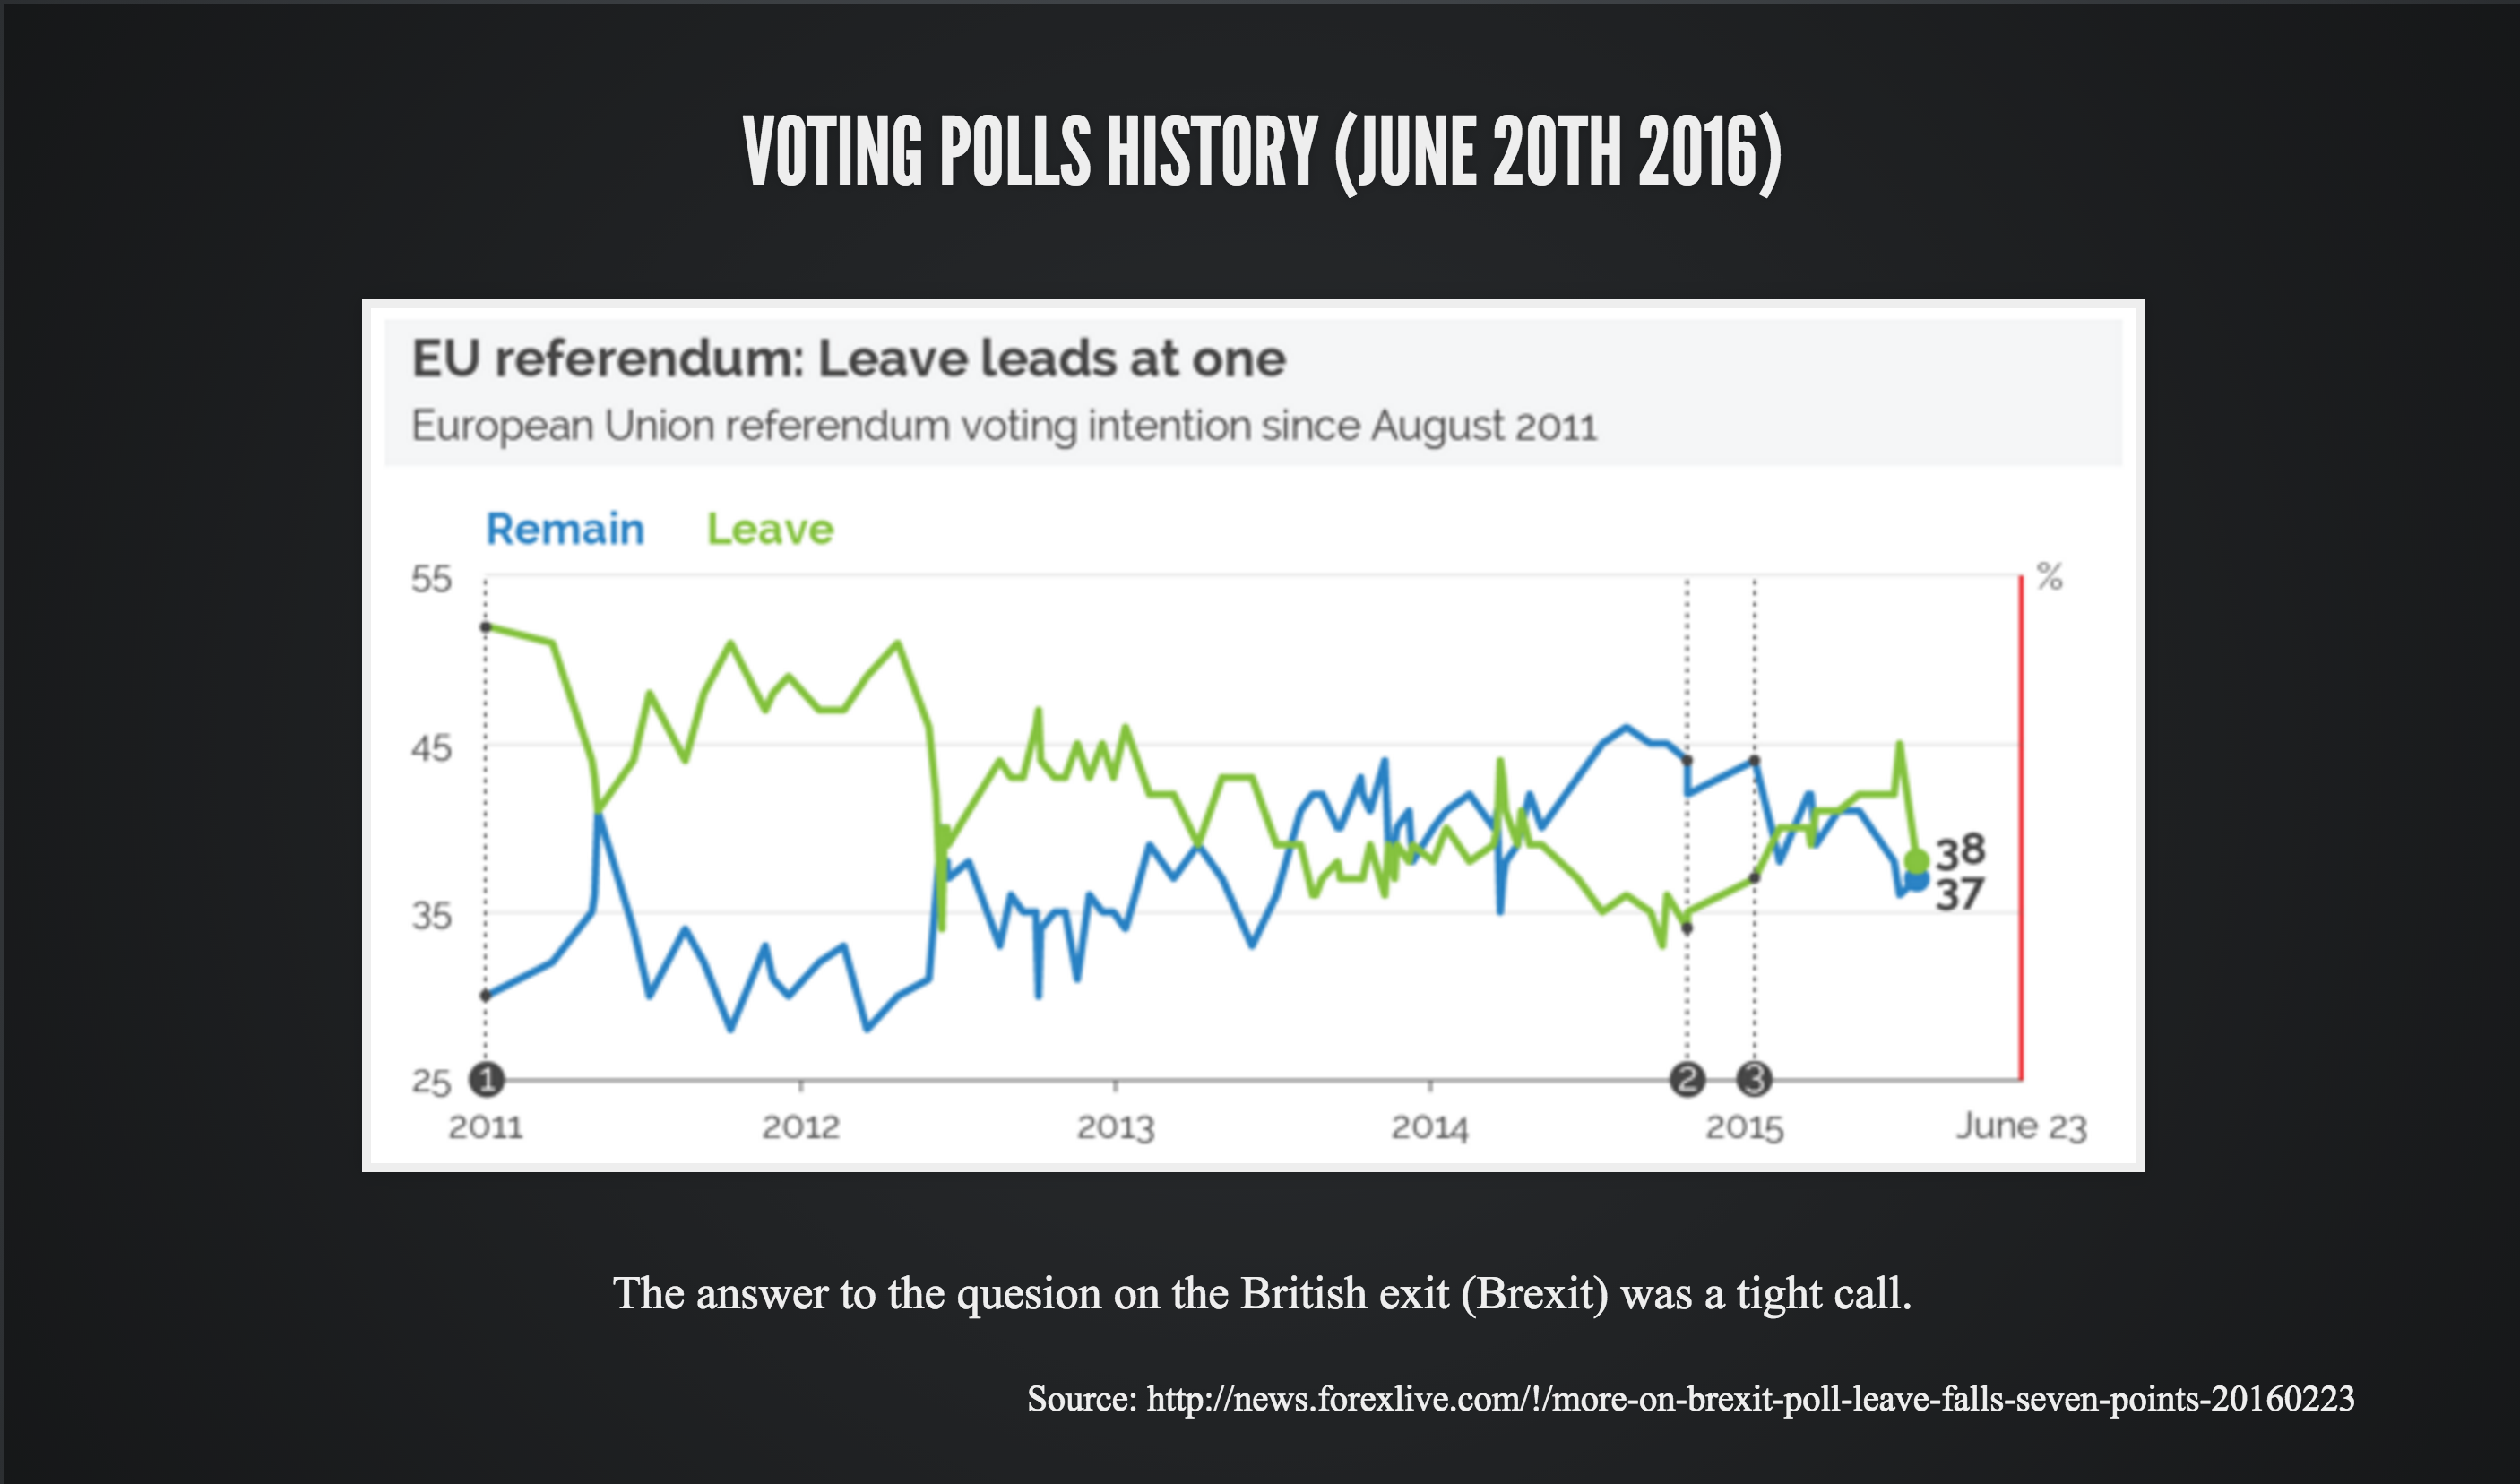 VOTING POLLS HISTORY (JUNE 20TH 2016)
EU referendum: Leave leads at one
European Union referendum voting intention since August 2011
Remain Leave
55 %
45
38
37
35
25 1 2 3
2011 2012 2013 2014 2015 June 23
The answer to the quesion on the British exit (Brexit) was a tight call.
Source: http://news.forexlive.com/!/more-on-brexit-poll-leave-falls-seven-points-20160223